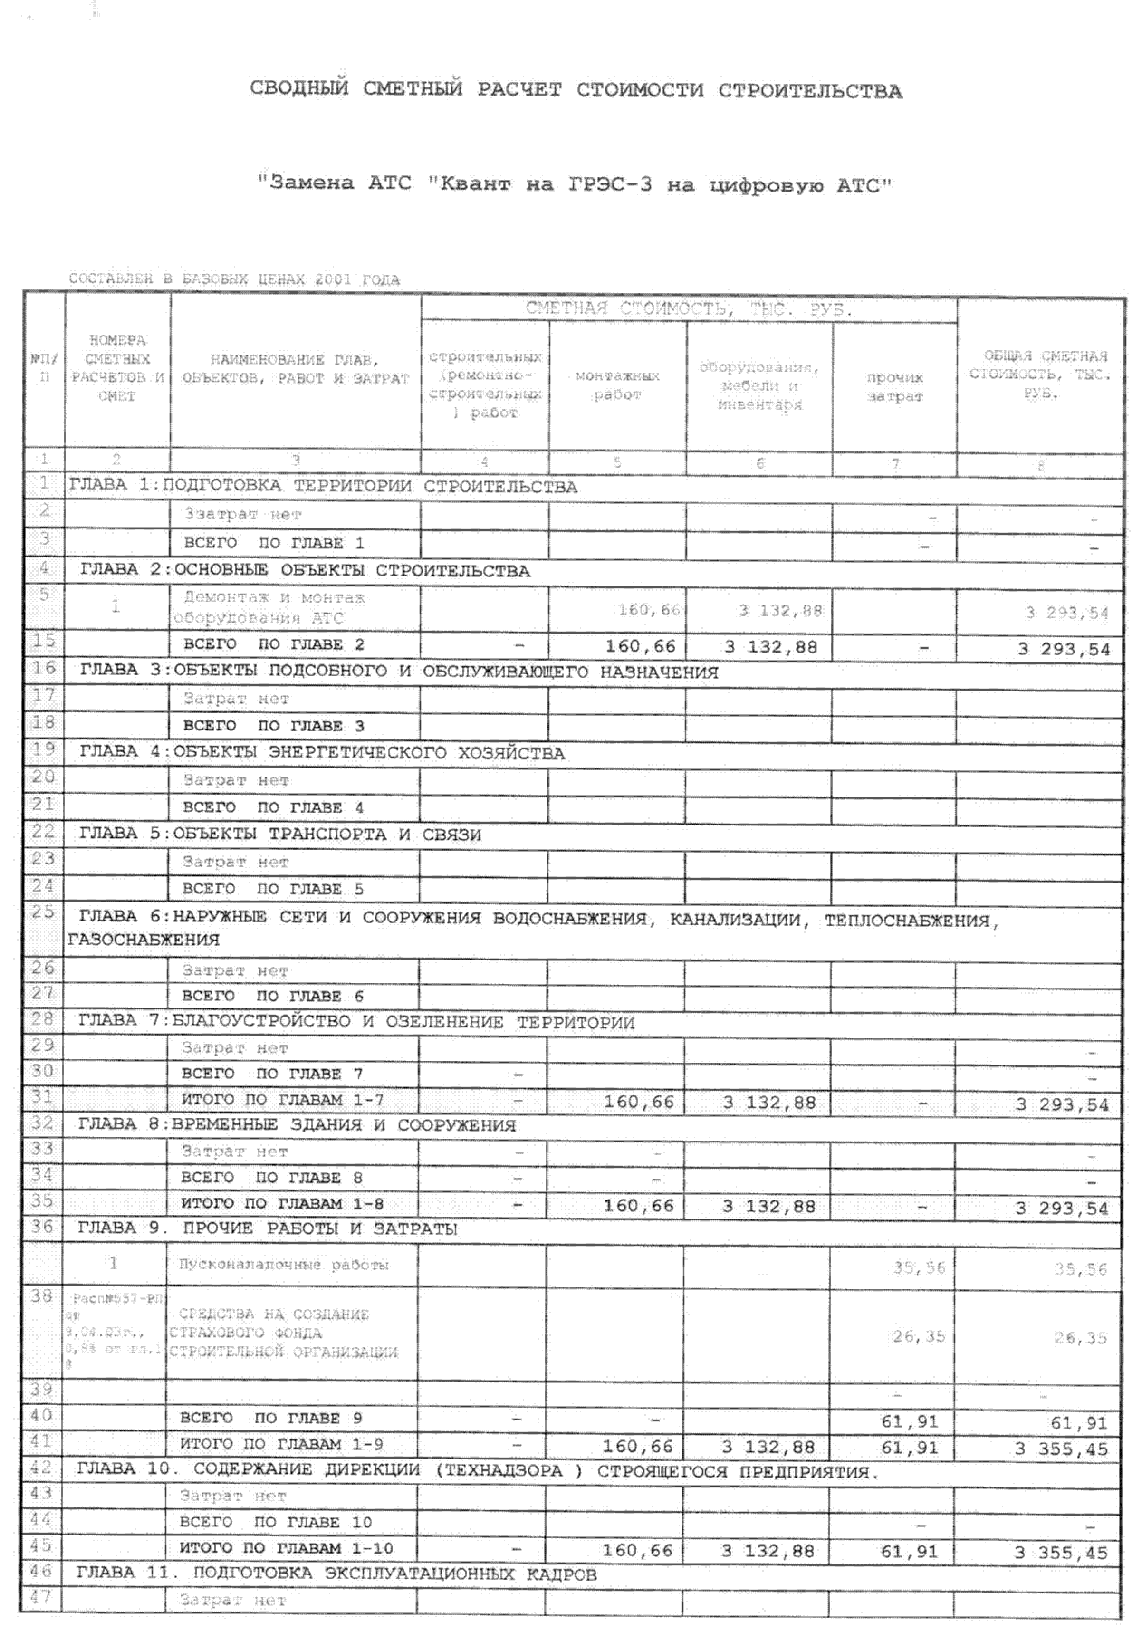 СВОДНЫЙ СМЕТНЫЙ РАСЧЕТ СТОИМОСТИ СТРОИТЕЛЬСТВА
"Замена АТС "Квант на ГРЭС-3 на цифровую АТС"
СОСТАВЛЕН В БАЗОВЫХ ЦЕНАХ 2001 ГОДА
№П/П НОМЕРА СМЕТНЫХ РАСЧЕТОВ И СМЕТ НАИМЕНОВАНИЕ ГЛАВ, ОБЪЕКТОВ, РАБОТ И ЗАТРАТ СМЕТНАЯ СТОИМОСТЬ, ТЫС. РУБ. ОБЩАЯ СМЕТНАЯ СТОИМОСТЬ, ТЫС. РУБ.
строительных (ремонтно-строительных) работ монтажных работ оборудования, мебели и инвентаря прочих затрат
1 2 3 4 5 6 7 8
1 ГЛАВА 1:ПОДГОТОВКА ТЕРРИТОРИИ СТРОИТЕЛЬСТВА
2 Ззатрат нет – –
3 ВСЕГО ПО ГЛАВЕ 1 – –
4 ГЛАВА 2:ОСНОВНЫЕ ОБЪЕКТЫ СТРОИТЕЛЬСТВА
5 1 Демонтаж и монтаж оборудования АТС 160,66 3 132,88 3 293,54
15 ВСЕГО ПО ГЛАВЕ 2 – 160,66 3 132,88 – 3 293,54
16 ГЛАВА 3:ОБЪЕКТЫ ПОДСОБНОГО И ОБСЛУЖИВАЮЩЕГО НАЗНАЧЕНИЯ
17 Затрат нет
18 ВСЕГО ПО ГЛАВЕ 3
19 ГЛАВА 4:ОБЪЕКТЫ ЭНЕРГЕТИЧЕСКОГО ХОЗЯЙСТВА
20 Затрат нет
21 ВСЕГО ПО ГЛАВЕ 4
22 ГЛАВА 5:ОБЪЕКТЫ ТРАНСПОРТА И СВЯЗИ
23 Затрат нет
24 ВСЕГО ПО ГЛАВЕ 5
25 ГЛАВА 6:НАРУЖНЫЕ СЕТИ И СООРУЖЕНИЯ ВОДОСНАБЖЕНИЯ, КАНАЛИЗАЦИИ, ТЕПЛОСНАБЖЕНИЯ,
ГАЗОСНАБЖЕНИЯ
26 Затрат нет
27 ВСЕГО ПО ГЛАВЕ 6
28 ГЛАВА 7:БЛАГОУСТРОЙСТВО И ОЗЕЛЕНЕНИЕ ТЕРРИТОРИИ
29 Затрат нет –
30 ВСЕГО ПО ГЛАВЕ 7 – –
31 ИТОГО ПО ГЛАВАМ 1-7 – 160,66 3 132,88 – 3 293,54
32 ГЛАВА 8:ВРЕМЕННЫЕ ЗДАНИЯ И СООРУЖЕНИЯ
33 Затрат нет – – –
34 ВСЕГО ПО ГЛАВЕ 8 – – –
35 ИТОГО ПО ГЛАВАМ 1-8 – 160,66 3 132,88 – 3 293,54
36 ГЛАВА 9. ПРОЧИЕ РАБОТЫ И ЗАТРАТЫ
1 Пусконаладочные работы 35,56 35,56
38 Расп№557-РП от 9.04.03г., 0,8% от гл.1 8 СРЕДСТВА НА СОЗДАНИЕ СТРАХОВОГО ФОНДА СТРОИТЕЛЬНОЙ ОРГАНИЗАЦИИ 26,35 26,35
39 – –
40 ВСЕГО ПО ГЛАВЕ 9 – – 61,91 61,91
41 ИТОГО ПО ГЛАВАМ 1-9 – 160,66 3 132,88 61,91 3 355,45
42 ГЛАВА 10. СОДЕРЖАНИЕ ДИРЕКЦИИ (ТЕХНАДЗОРА ) СТРОЯЩЕГОСЯ ПРЕДПРИЯТИЯ.
43 Затрат нет
44 ВСЕГО ПО ГЛАВЕ 10 – –
45 ИТОГО ПО ГЛАВАМ 1-10 – 160,66 3 132,88 61,91 3 355,45
46 ГЛАВА 11. ПОДГОТОВКА ЭКСПЛУАТАЦИОННЫХ КАДРОВ
47 Затрат нет